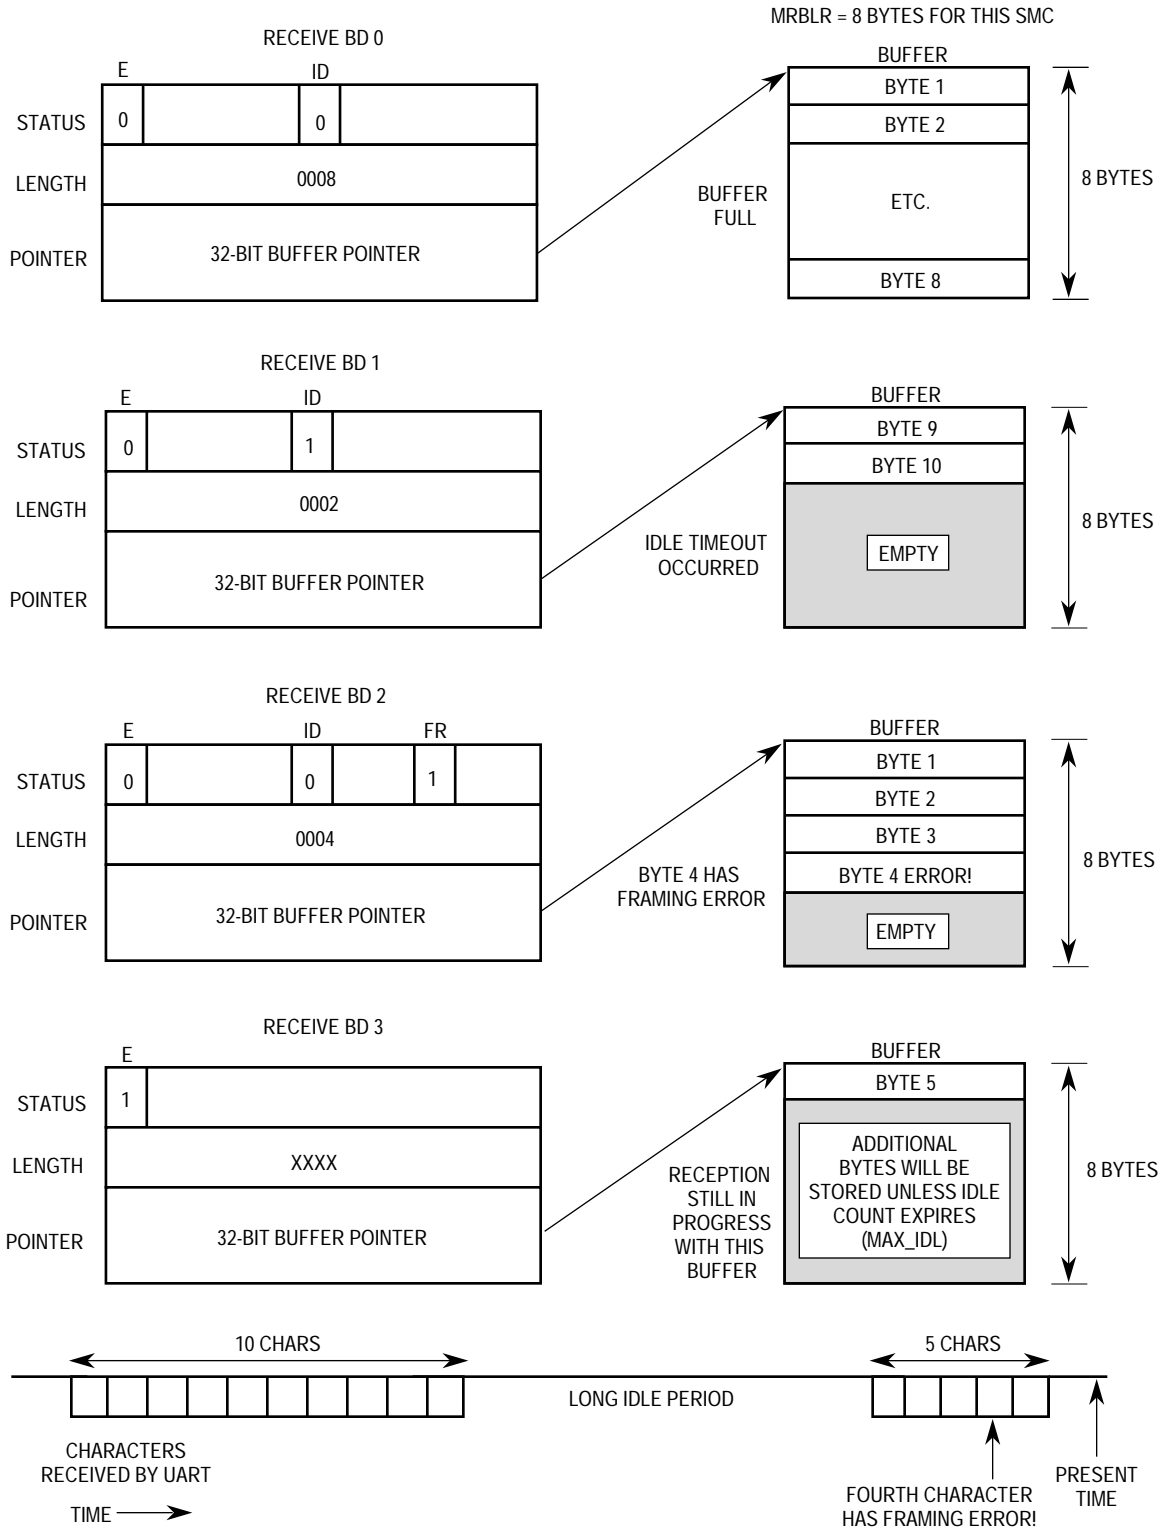 MRBLR = 8 BYTES FOR THIS SMC
RECEIVE BD 0
E
ID
STATUS
0
0
LENGTH
0008
POINTER
32-BIT BUFFER POINTER
BUFFER
FULL
BUFFER
BYTE 1
BYTE 2
ETC.
BYTE 8
8 BYTES
RECEIVE BD 1
E
ID
STATUS
0
1
LENGTH
0002
POINTER
32-BIT BUFFER POINTER
IDLE TIMEOUT
OCCURRED
BUFFER
BYTE 9
BYTE 10
EMPTY
8 BYTES
RECEIVE BD 2
E
ID
FR
STATUS
0
0
1
LENGTH
0004
POINTER
32-BIT BUFFER POINTER
BYTE 4 HAS
FRAMING ERROR
BUFFER
BYTE 1
BYTE 2
BYTE 3
BYTE 4 ERROR!
EMPTY
8 BYTES
RECEIVE BD 3
E
STATUS
1
LENGTH
XXXX
POINTER
32-BIT BUFFER POINTER
RECEPTION
STILL IN
PROGRESS
WITH THIS
BUFFER
BUFFER
BYTE 5
ADDITIONAL
BYTES WILL BE
STORED UNLESS IDLE
COUNT EXPIRES
(MAX_IDL)
8 BYTES
10 CHARS
5 CHARS
LONG IDLE PERIOD
CHARACTERS
RECEIVED BY UART
TIME
FOURTH CHARACTER
HAS FRAMING ERROR!
PRESENT
TIME